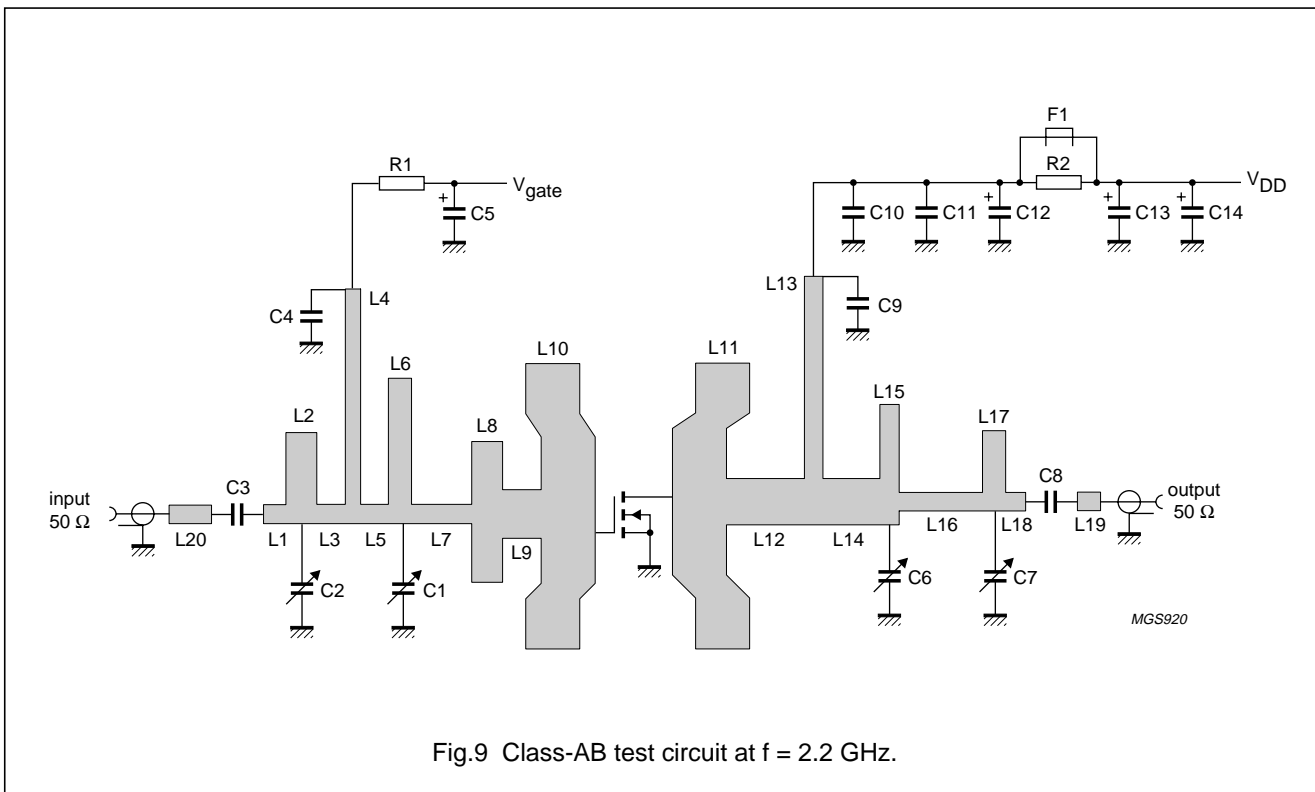 F1
R1
R2
Vgate
VDD
+
C5
C10
C11
+
C12
+
C13
+
C14
L4
L13
C4
C9
L10
L11
L6
L15
L2
L8
L17
input
50 Ω
C3
C8
output
50 Ω
L20
L1
L3
L5
L7
L9
L12
L14
L16
L18
L19
C2
C1
C6
C7
MGS920
Fig.9 Class-AB test circuit at f = 2.2 GHz.